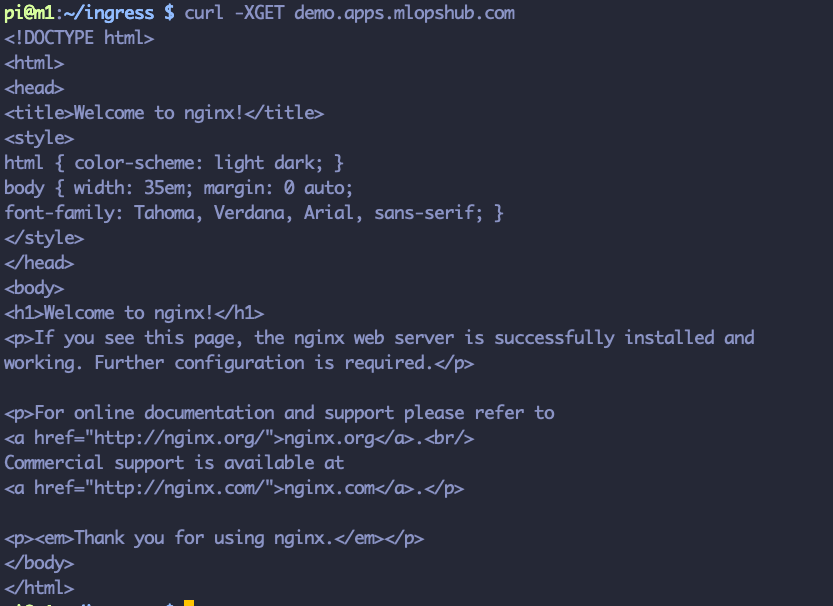 pi@m1:~/ingress $ curl -XGET demo.apps.mlopshub.com
<!DOCTYPE html>
<html>
<head>
<title>Welcome to nginx!</title>
<style>
html { color-scheme: light dark; }
body { width: 35em; margin: 0 auto;
font-family: Tahoma, Verdana, Arial, sans-serif; }
</style>
</head>
<body>
<h1>Welcome to nginx!</h1>
<p>If you see this page, the nginx web server is successfully installed and
working. Further configuration is required.</p>

<p>For online documentation and support please refer to
<a href="http://nginx.org/">nginx.org</a>.<br/>
Commercial support is available at
<a href="http://nginx.com/">nginx.com</a>.</p>

<p><em>Thank you for using nginx.</em></p>
</body>
</html>
pi@m1:~/ingress $